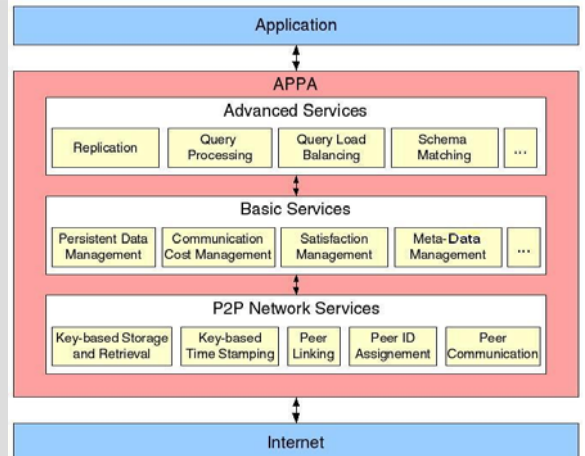 Application
APPA
Advanced Services
Replication
Query
Processing
Query Load
Balancing
Schema
Matching
...
Basic Services
Persistent Data
Management
Communication
Cost Management
Satisfaction
Management
Meta-Data
Management
...
P2P Network Services
Key-based Storage
and Retrieval
Key-based
Time Stamping
Peer
Linking
Peer ID
Assignement
Peer
Communication
Internet